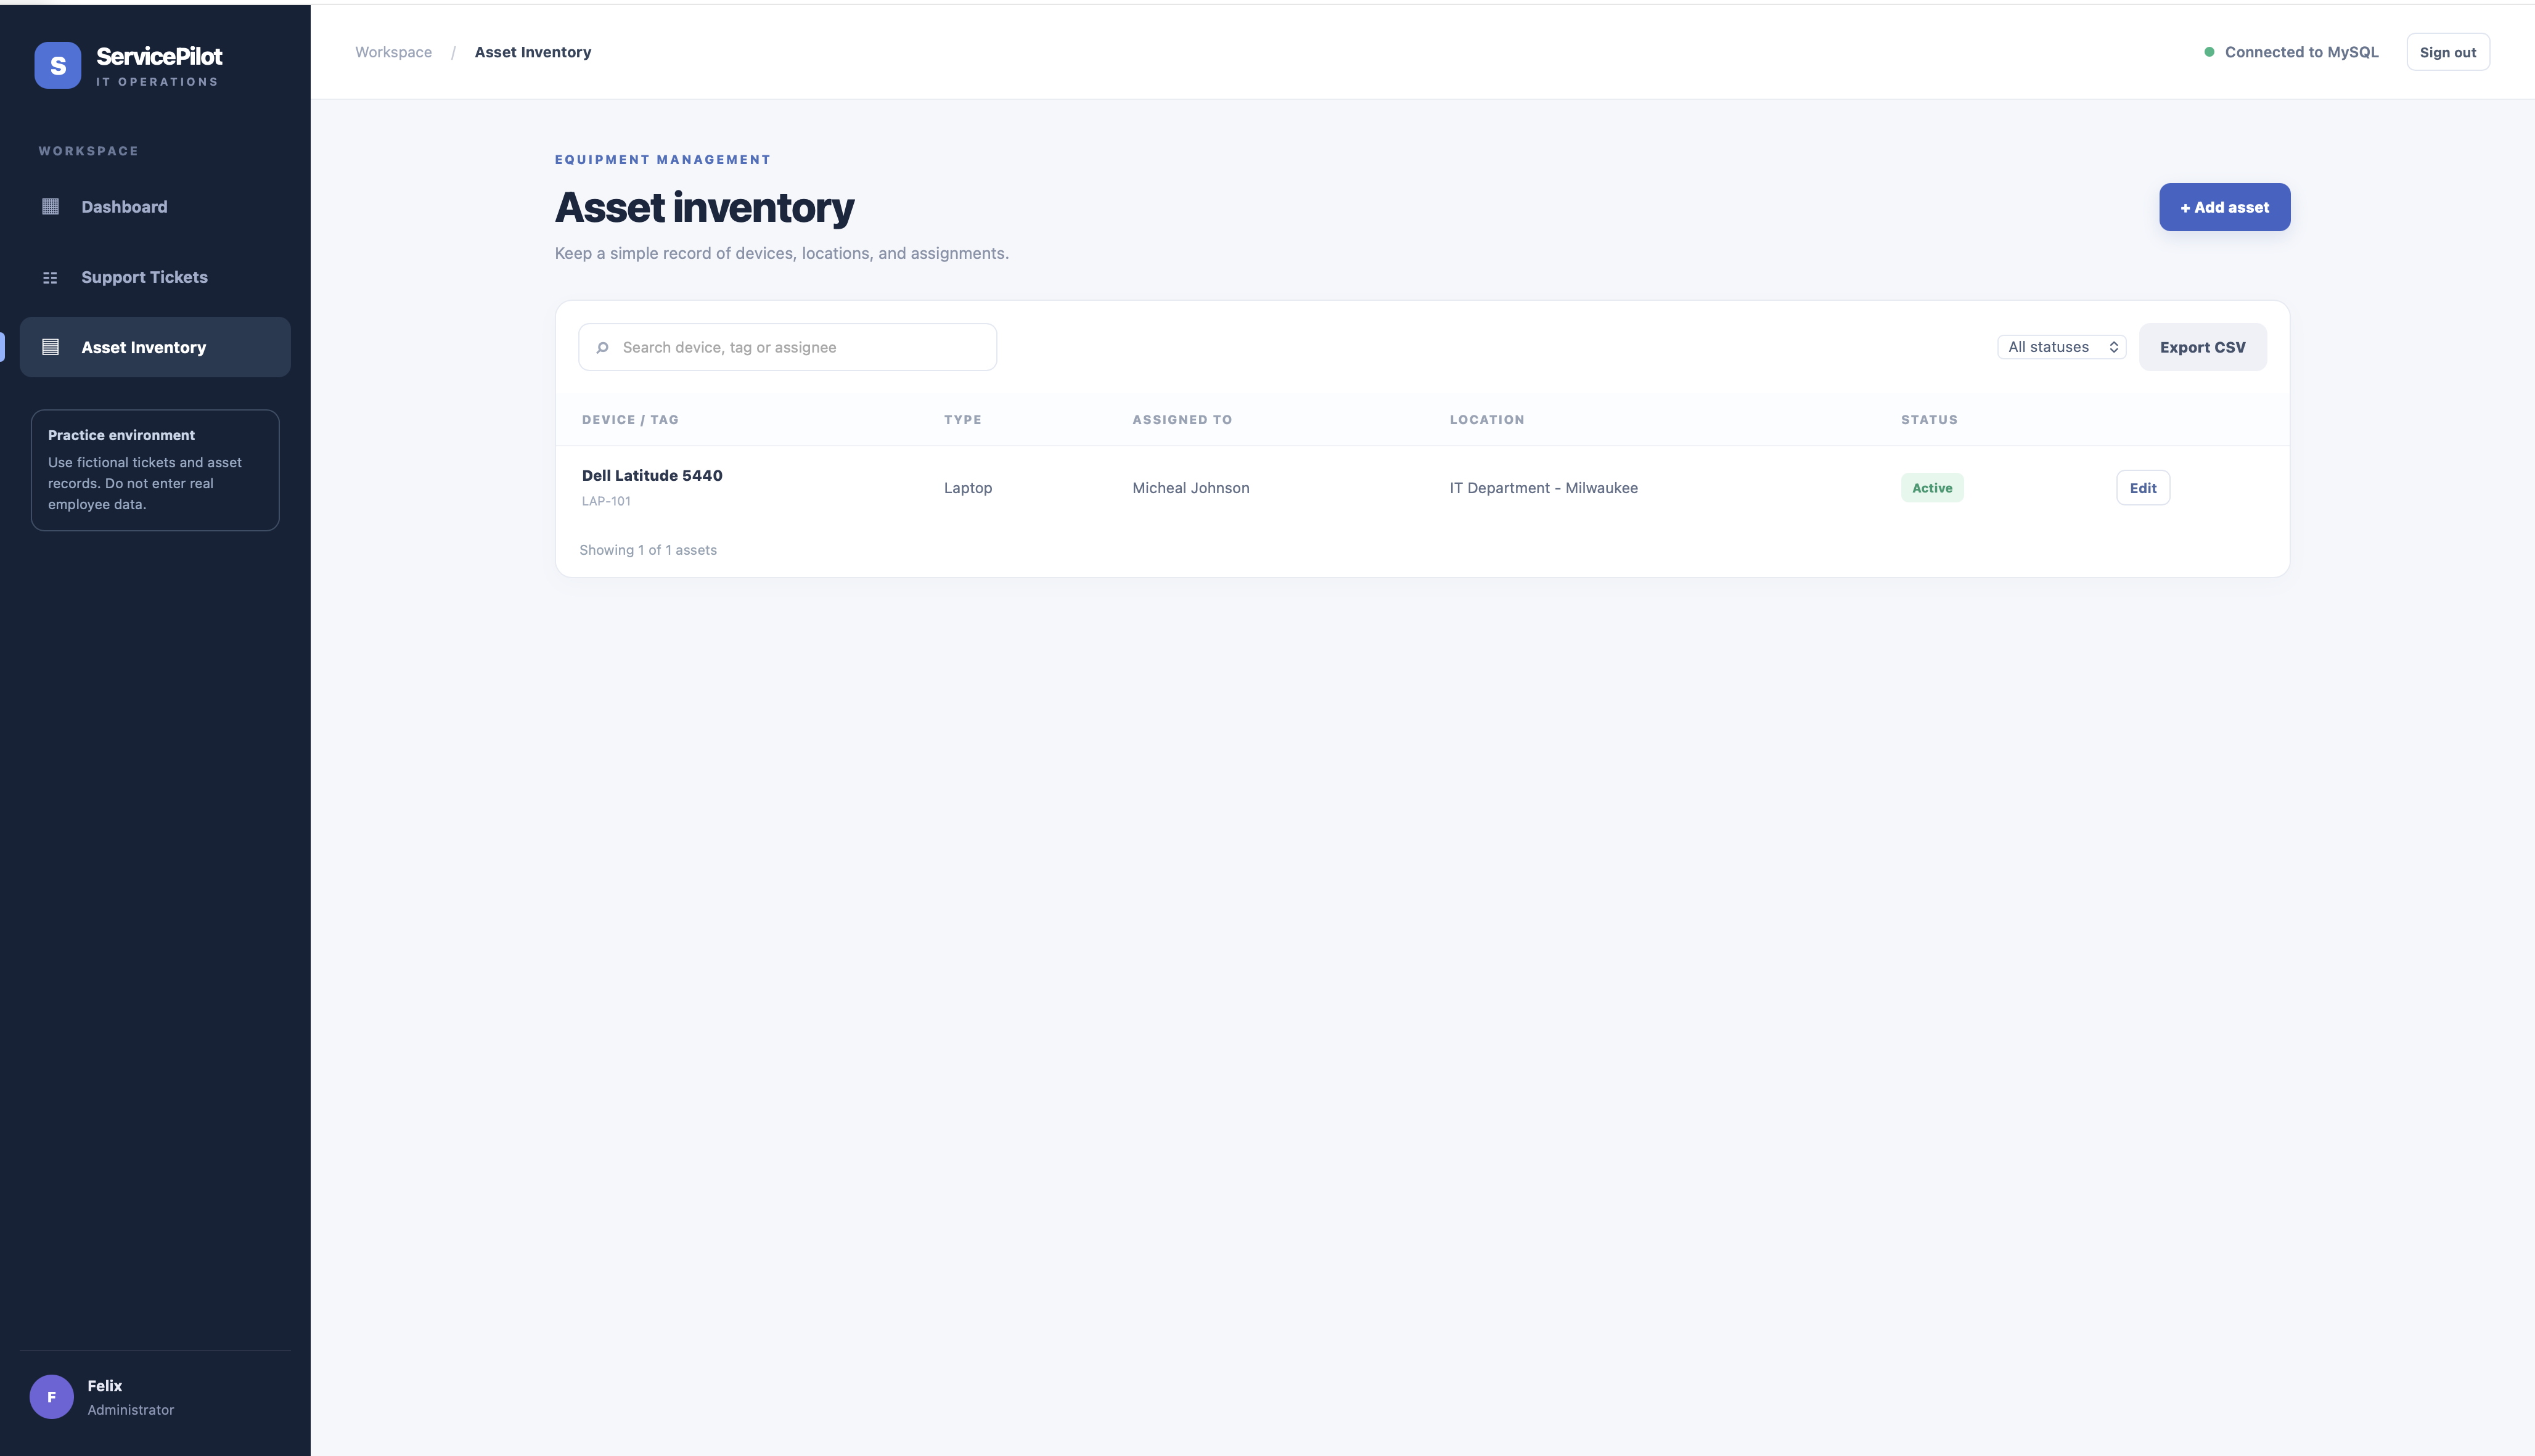 S
ServicePilot
IT OPERATIONS
WORKSPACE
Dashboard
Support Tickets
Asset Inventory
Practice environment
Use fictional tickets and asset
records. Do not enter real
employee data.
F
Felix
Administrator
Workspace / Asset Inventory
Connected to MySQL
Sign out
EQUIPMENT MANAGEMENT
Asset inventory
+ Add asset
Keep a simple record of devices, locations, and assignments.
Search device, tag or assignee
All statuses
Export CSV
DEVICE / TAG TYPE ASSIGNED TO LOCATION STATUS
Dell Latitude 5440
LAP-101
Laptop Micheal Johnson IT Department - Milwaukee Active Edit
Showing 1 of 1 assets